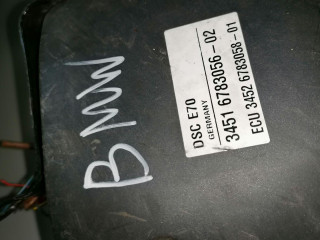 BMW
DSC E70
GERMANY
3451 6783056-02
ECU 3452 6783058-01